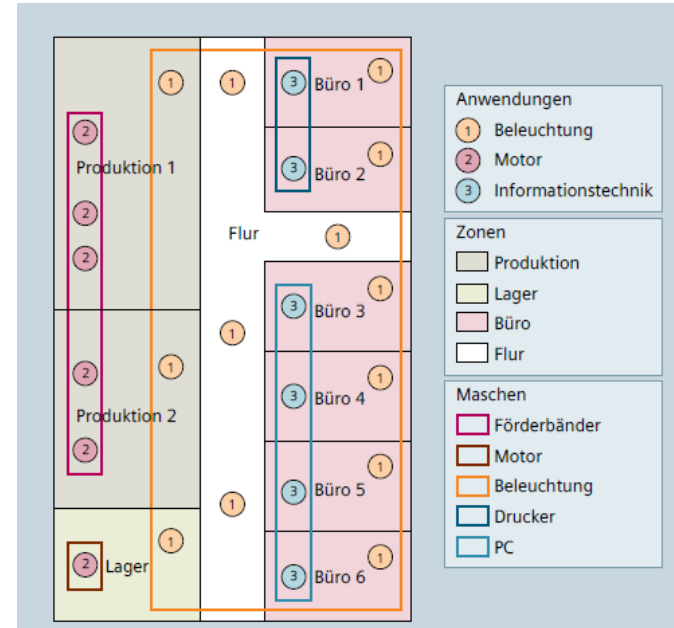 1 1 3 Büro 1 1
2 Produktion 1
3 Büro 2 1
2
Flur 1
2
3 Büro 3 1
1
2 1
3 Büro 4 1
Produktion 2
2
3 Büro 5 1
1
1
2 Lager
3 Büro 6 1
Anwendungen
1 Beleuchtung
2 Motor
3 Informationstechnik
Zonen
Produktion
Lager
Büro
Flur
Maschen
Förderbänder
Motor
Beleuchtung
Drucker
PC